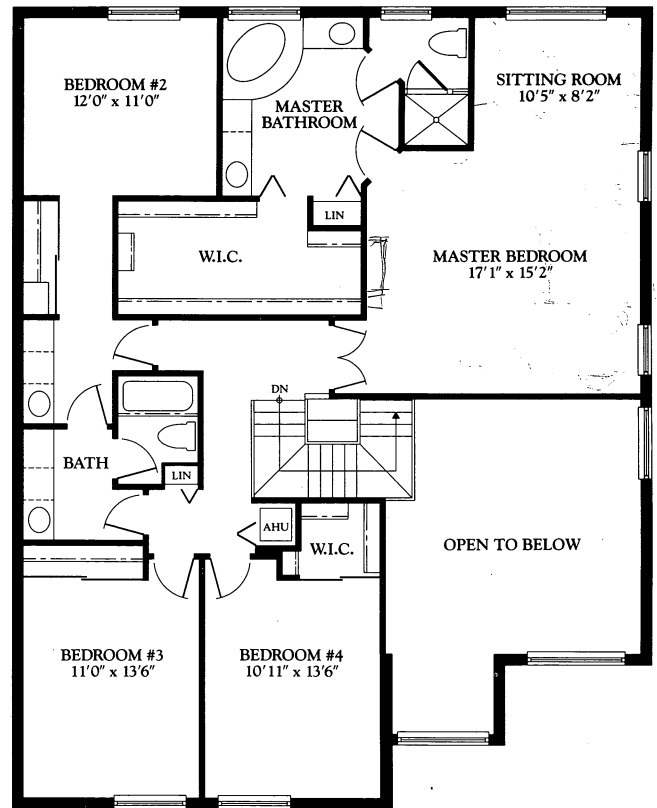 BEDROOM #2
12'0" x 11'0"
MASTER
BATHROOM
SITTING ROOM
10'5" x 8'2"
LIN
W.I.C.
MASTER BEDROOM
17'1" x 15'2"
DN
BATH
LIN
AHU
W.I.C.
OPEN TO BELOW
BEDROOM #3
11'0" x 13'6"
BEDROOM #4
10'11" x 13'6"